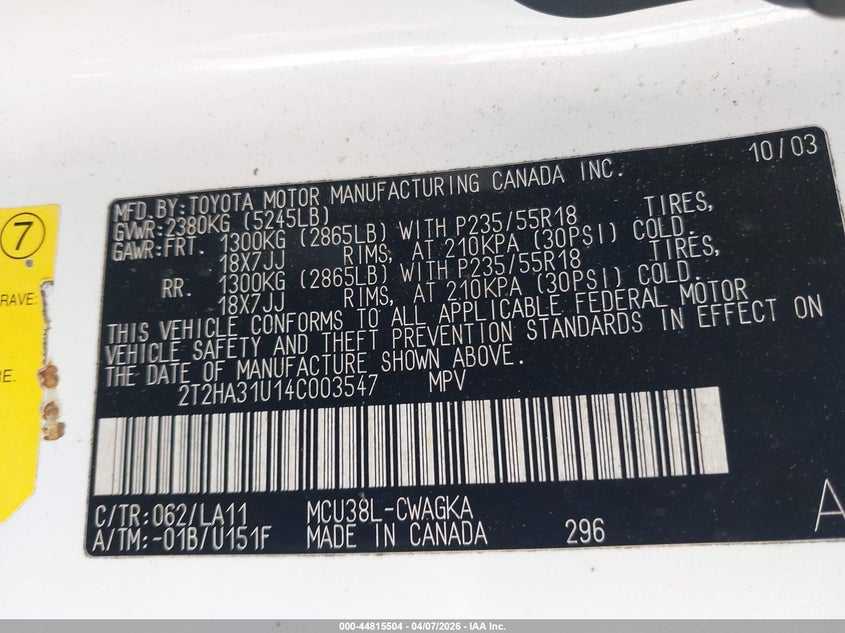 10/03
MFD.BY:TOYOTA MOTOR MANUFACTURING CANADA INC.
GVWR:2380KG (5245LB)
GAWR:FRT. 1300KG (2865LB) WITH P235/55R18 TIRES,
18X7JJ RIMS, AT 210KPA (30PSI) COLD.
RR. 1300KG (2865LB) WITH P235/55R18 TIRES,
18X7JJ RIMS, AT 210KPA (30PSI) COLD.
THIS VEHICLE CONFORMS TO ALL APPLICABLE FEDERAL MOTOR
VEHICLE SAFETY AND THEFT PREVENTION STANDARDS IN EFFECT ON
THE DATE OF MANUFACTURE SHOWN ABOVE.
2T2HA31U14C003547 MPV
C/TR:062/LA11 MCU38L-CWAGKA
A/TM:-01B/U151F MADE IN CANADA 296
A
7
RAVE:
RE.
000-44815504 - 04/07/2026 - IAA Inc.